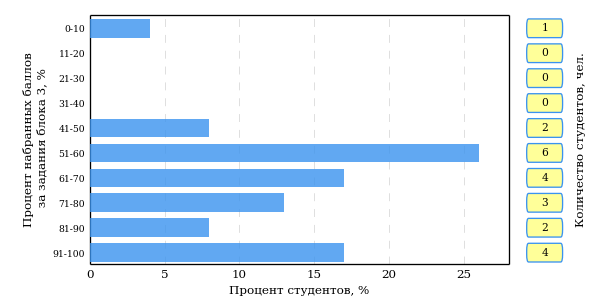 Процент набранных баллов
за задания блока 3, %
0-10 1
11-20 0
21-30 0
31-40 0
41-50 2
51-60 6
61-70 4
71-80 3
81-90 2
91-100 4
Количество студентов, чел.
0 5 10 15 20 25
Процент студентов, %